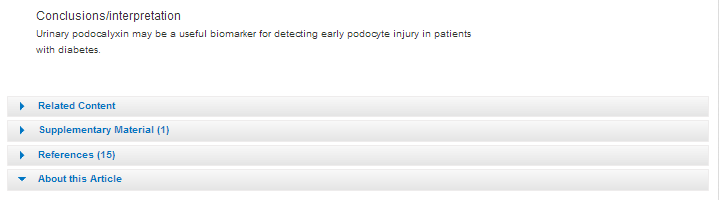 Conclusions/interpretation
Urinary podocalyxin may be a useful biomarker for detecting early podocyte injury in patients
with diabetes.
Related Content
Supplementary Material (1)
References (15)
About this Article